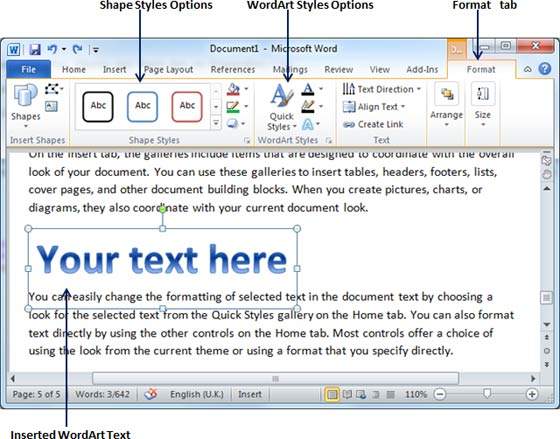 Shape Styles Options WordArt Styles Options Format tab
Document1 - Microsoft Word
File Home Insert Page Layout References Mailings Review View Add-Ins Format
Abc Abc Abc
Shapes
Quick Styles
Text Direction
Align Text
Create Link
Arrange Size
Insert Shapes Shape Styles WordArt Styles Text
On the Insert tab, the galleries include items that are designed to coordinate with the overall
look of your document. You can use these galleries to insert tables, headers, footers, lists,
cover pages, and other document building blocks. When you create pictures, charts, or
diagrams, they also coordinate with your current document look.
Your text here
You can easily change the formatting of selected text in the document text by choosing a
look for the selected text from the Quick Styles gallery on the Home tab. You can also format
text directly by using the other controls on the Home tab. Most controls offer a choice of
using the look from the current theme or using a format that you specify directly.
Page: 5 of 5 Words: 3/642 English (U.K.) Insert 110%
Inserted WordArt Text